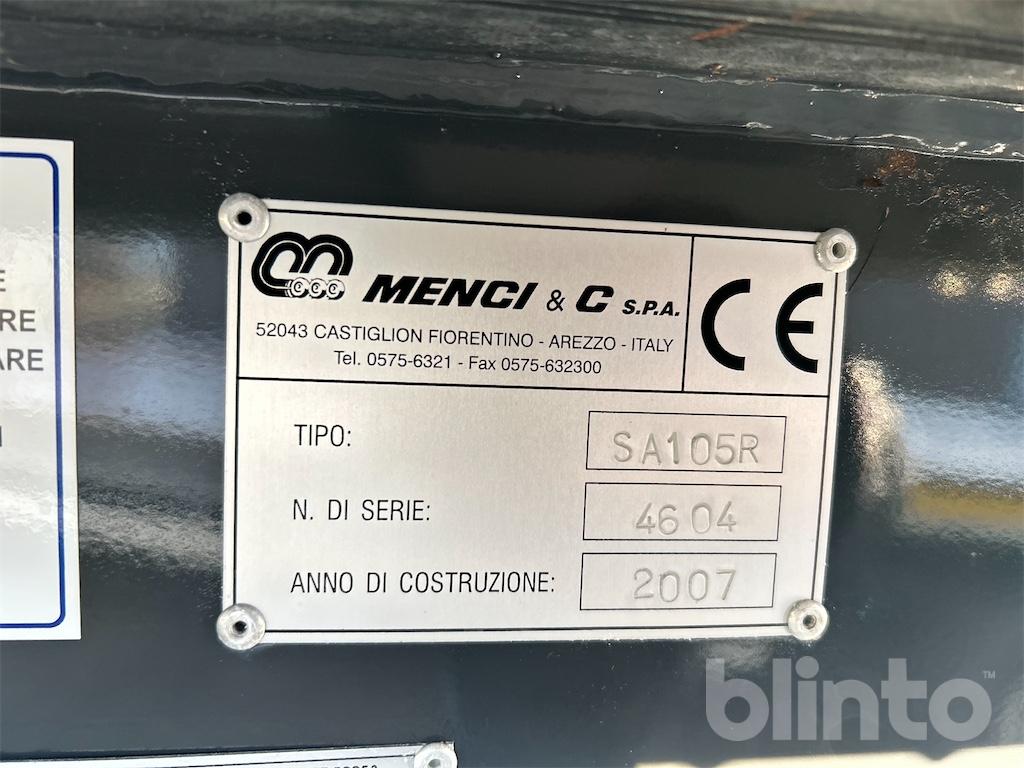 MENCI & C S.P.A.
52043 CASTIGLION FIORENTINO - AREZZO - ITALY
Tel. 0575-6321 - Fax 0575-632300
CE
TIPO: SA105R
N. DI SERIE: 4604
ANNO DI COSTRUZIONE: 2007
blinto™